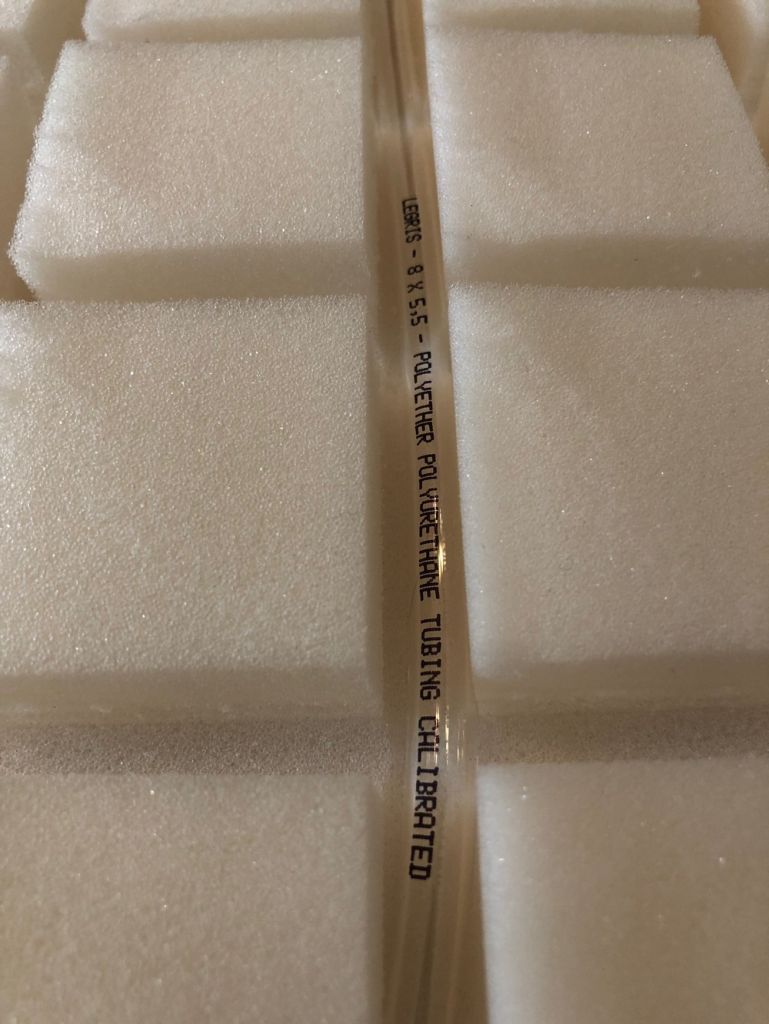 LEGRIS - 8 X 5,5 - POLYETHER POLYURETHANE TUBING CALIBRATED